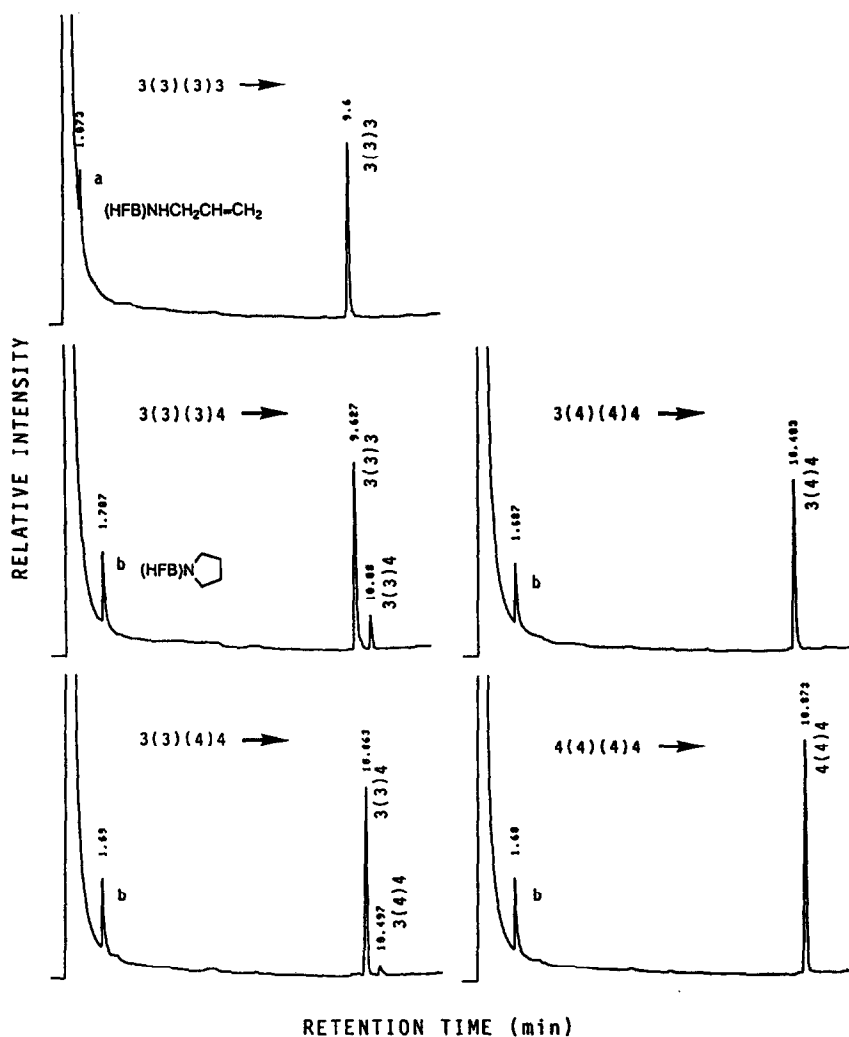 3(3)(3)3
1.073
9.6
3(3)3
a
(HFB)NHCH₂CH=CH₂
RELATIVE INTENSITY
3(3)(3)4
1.707
9.627
3(3)3
10.08
3(3)4
b
(HFB)N
3(4)(4)4
1.687
10.483
3(4)4
b
3(3)(4)4
1.69
10.063
3(3)4
10.497
3(4)4
b
4(4)(4)4
1.68
10.873
4(4)4
b
RETENTION TIME (min)